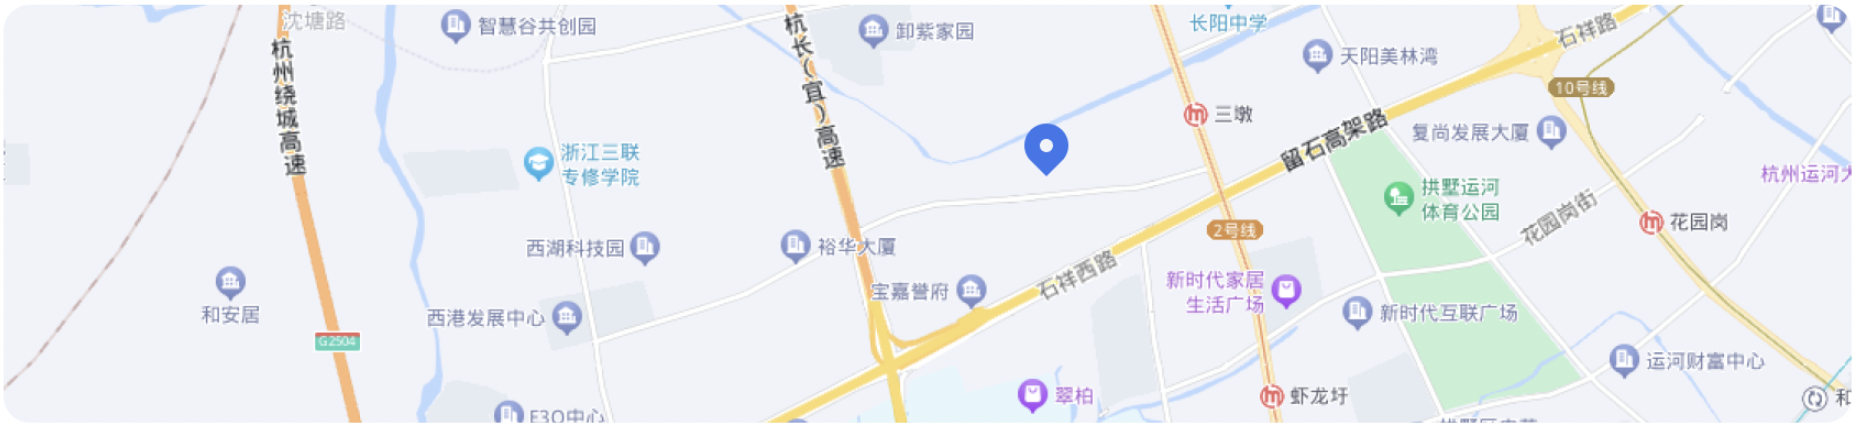 沈塘路
智慧谷共创园
杭州绕城高速
杭长(宜)高速
卸紫家园
长阳中学
天阳美林湾
石祥路
10号线
三墩
留石高架路
复尚发展大厦
浙江三联
专修学院
拱墅运河
体育公园
杭州运河
花园岗街
花园岗
2号线
西湖科技园
裕华大厦
石祥西路
新时代家居
生活广场
宝嘉誉府
和安居
西港发展中心
新时代互联广场
G2504
运河财富中心
翠柏
虾龙圩
E30中心
和